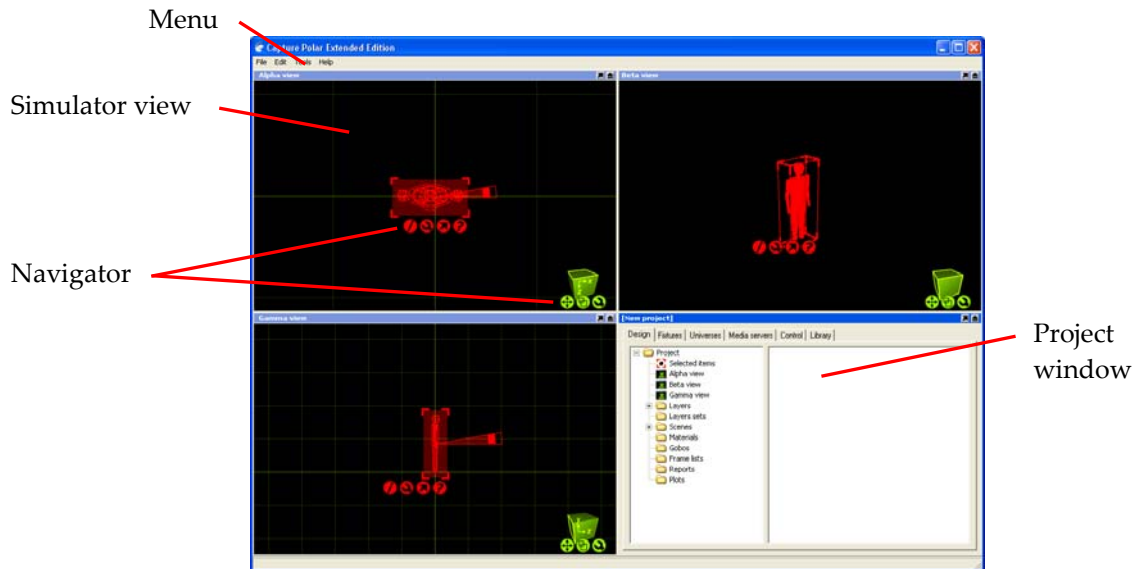 Menu
Capture Polar Extended Edition
File Edit Tools Help
Alpha view
Beta view
Simulator view
Navigator
Gamma view
[New project]
Design Fixtures Universes Media servers Control Library
Project
Selected items
Alpha view
Beta view
Gamma view
Layers
Layers sets
Scenes
Materials
Gobos
Frame lists
Reports
Plots
Project
window